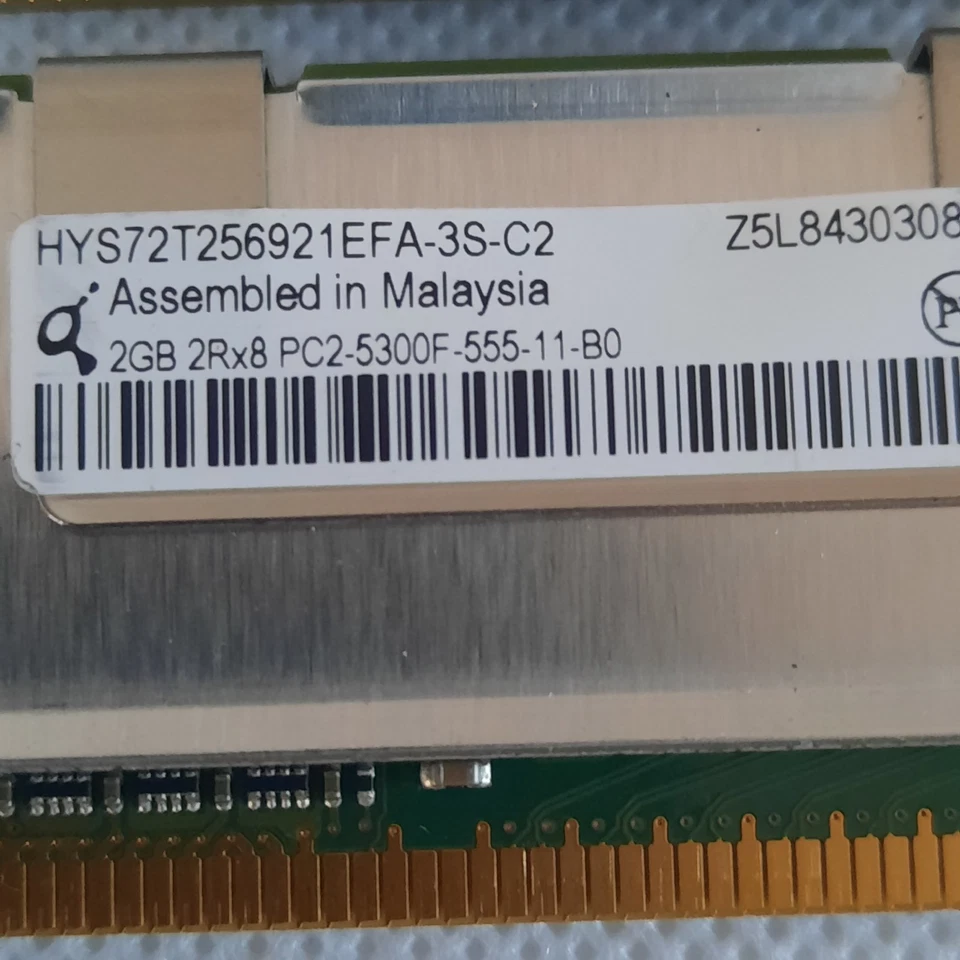 HYS72T256921EFA-3S-C2 Z5L8430308
Assembled in Malaysia
2GB 2Rx8 PC2-5300F-555-11-B0